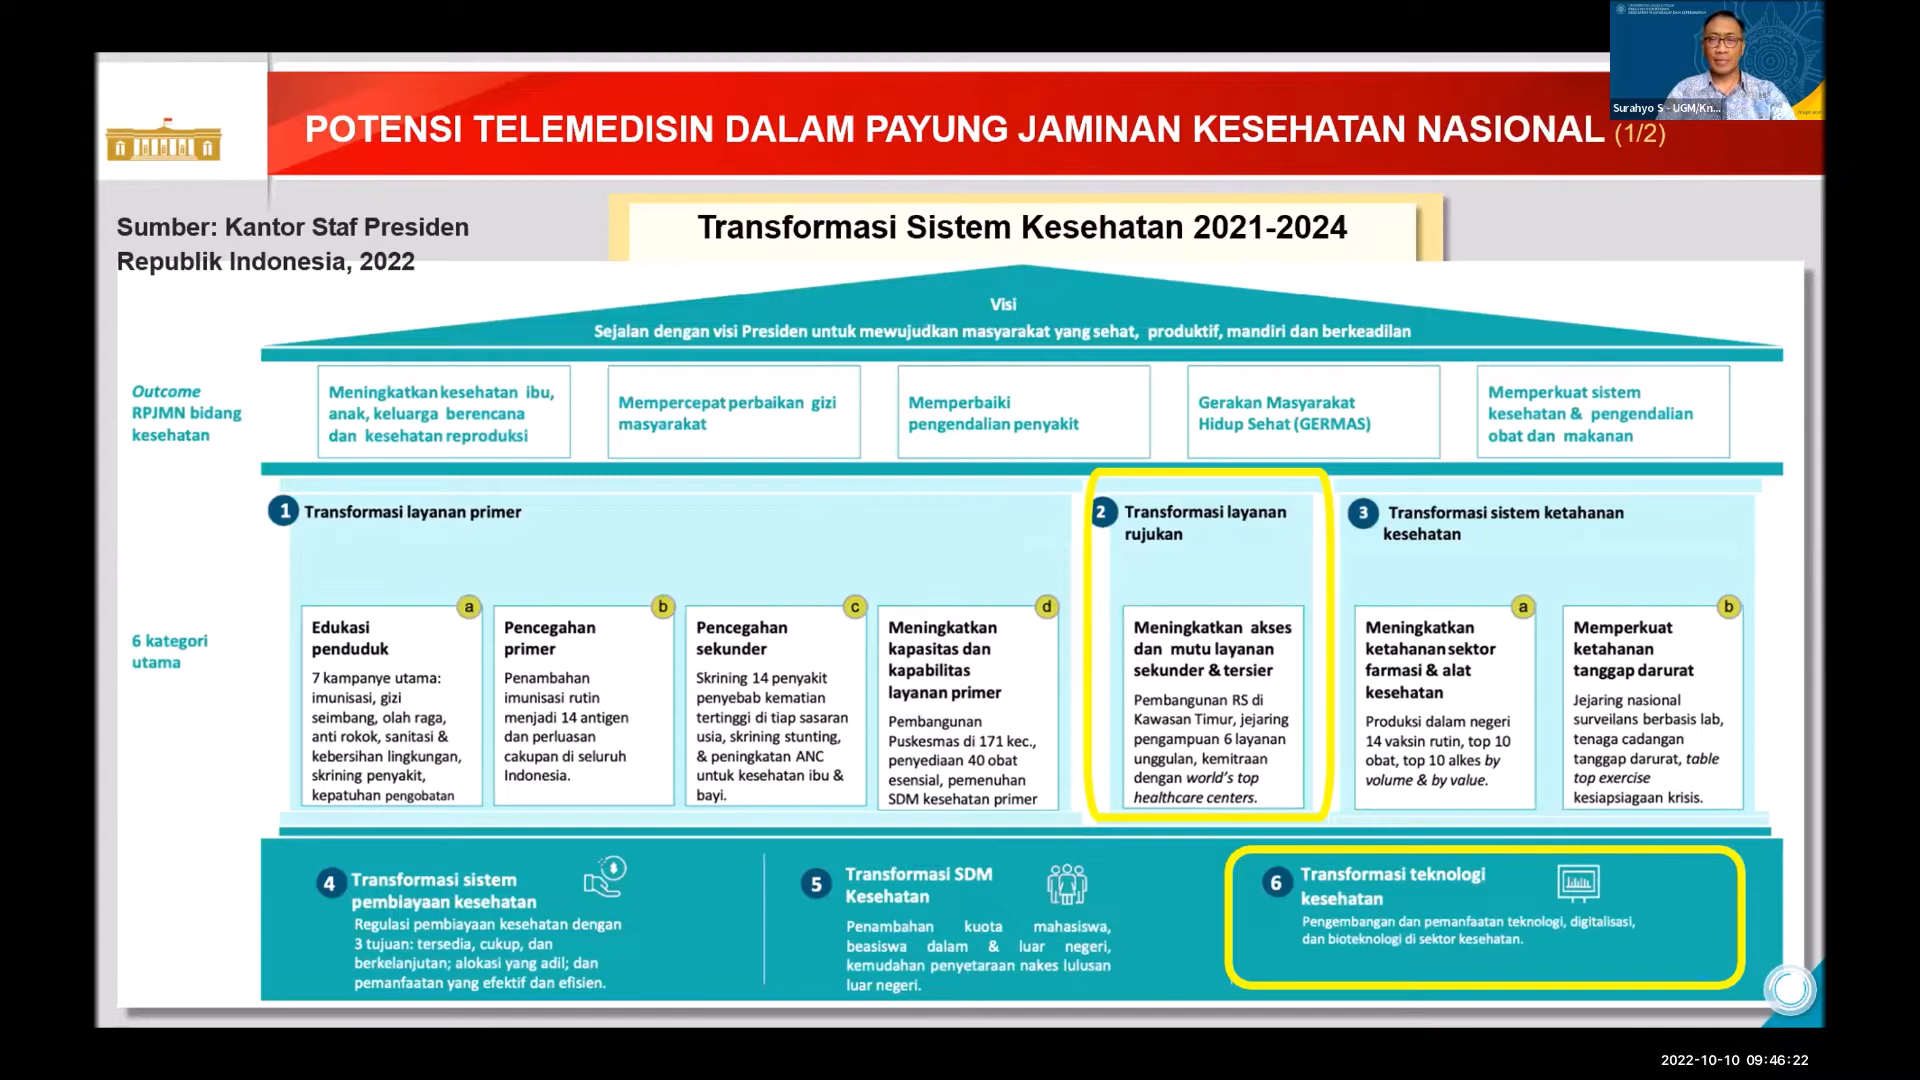 POTENSI TELEMEDISIN DALAM PAYUNG JAMINAN KESEHATAN NASIONAL (1/2)
Surahyo S - UGM/Kn...
Sumber: Kantor Staf Presiden
Republik Indonesia, 2022
Transformasi Sistem Kesehatan 2021-2024
Visi
Sejalan dengan visi Presiden untuk mewujudkan masyarakat yang sehat, produktif, mandiri dan berkeadilan
Outcome
RPJMN bidang
kesehatan
Meningkatkan kesehatan ibu,
anak, keluarga berencana
dan kesehatan reproduksi
Mempercepat perbaikan gizi
masyarakat
Memperbaiki
pengendalian penyakit
Gerakan Masyarakat
Hidup Sehat (GERMAS)
Memperkuat sistem
kesehatan & pengendalian
obat dan makanan
6 kategori
utama
1 Transformasi layanan primer
a
Edukasi
penduduk
7 kampanye utama:
imunisasi, gizi
seimbang, olah raga,
anti rokok, sanitasi &
kebersihan lingkungan,
skrining penyakit,
kepatuhan pengobatan
b
Pencegahan
primer
Penambahan
imunisasi rutin
menjadi 14 antigen
dan perluasan
cakupan di seluruh
Indonesia.
c
Pencegahan
sekunder
Skrining 14 penyakit
penyebab kematian
tertinggi di tiap sasaran
usia, skrining stunting,
& peningkatan ANC
untuk kesehatan ibu &
bayi.
d
Meningkatkan
kapasitas dan
kapabilitas
layanan primer
Pembangunan
Puskesmas di 171 kec.,
penyediaan 40 obat
esensial, pemenuhan
SDM kesehatan primer
2 Transformasi layanan
rujukan
Meningkatkan akses
dan mutu layanan
sekunder & tersier
Pembangunan RS di
Kawasan Timur, jejaring
pengampuan 6 layanan
unggulan, kemitraan
dengan world's top
healthcare centers.
3 Transformasi sistem ketahanan
kesehatan
a
Meningkatkan
ketahanan sektor
farmasi & alat
kesehatan
Produksi dalam negeri
14 vaksin rutin, top 10
obat, top 10 alkes by
volume & by value.
b
Memperkuat
ketahanan
tanggap darurat
Jejaring nasional
surveilans berbasis lab,
tenaga cadangan
tanggap darurat, table
top exercise
kesiapsiagaan krisis.
4 Transformasi sistem
pembiayaan kesehatan
Regulasi pembiayaan kesehatan dengan
3 tujuan: tersedia, cukup, dan
berkelanjutan; alokasi yang adil; dan
pemanfaatan yang efektif dan efisien.
5 Transformasi SDM
Kesehatan
Penambahan kuota mahasiswa,
beasiswa dalam & luar negeri,
kemudahan penyetaraan nakes lulusan
luar negeri.
6 Transformasi teknologi
kesehatan
Pengembangan dan pemanfaatan teknologi, digitalisasi,
dan bioteknologi di sektor kesehatan.
2022-10-10 09:46:22